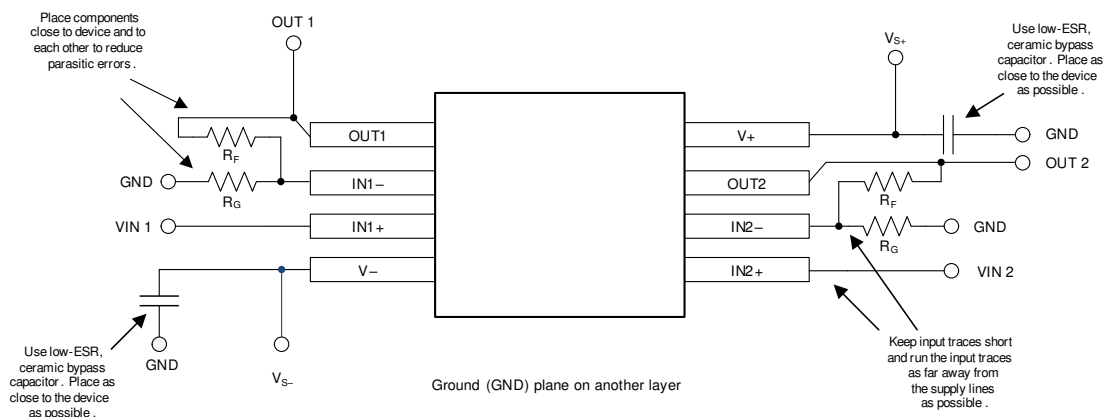 Place components
close to device and to
each other to reduce
parasitic errors .
OUT 1
VS+
Use low-ESR,
ceramic bypass
capacitor . Place as
close to the device
as possible .
OUT1
V+
GND
RF
OUT 2
GND
IN1–
OUT2
RF
RG
VIN 1
IN1+
IN2–
GND
RG
V–
IN2+
VIN 2
Use low-ESR,
ceramic bypass
capacitor . Place as
close to the device
as possible .
GND
VS–
Ground (GND) plane on another layer
Keep input traces short
and run the input traces
as far away from
the supply lines
as possible .